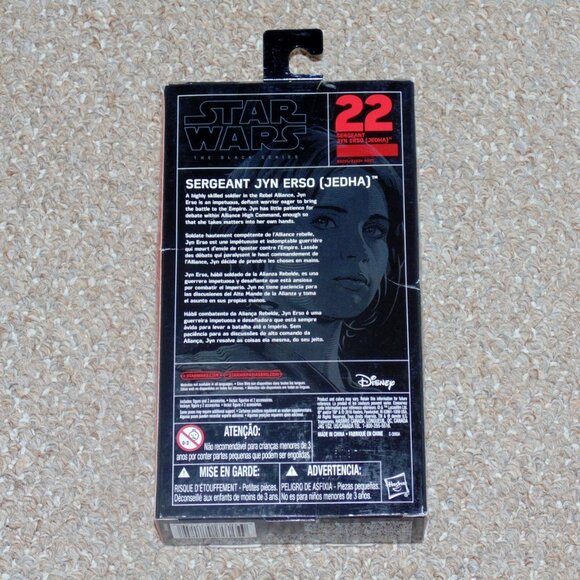 STAR
WARS
THE BLACK SERIES
22
SERGEANT
JYN ERSO (JEDHA)™
SERGEANT JYN ERSO (JEDHA)™
A highly skilled soldier in the Rebel Alliance, Jyn
Erso is an impetuous, defiant warrior eager to bring
the battle to the Empire. Jyn has little patience for
debate within Alliance High Command, enough so
that she takes matters into her own hands.
Soldate hautement compétente de l'Alliance rebelle,
Jyn Erso est une impétueuse et indomptable guerrière
qui meurt d'envie de riposter contre l'Empire. Lassée
des débats qui paralysent le haut commandement de
l'Alliance, Jyn décide de prendre les choses en mains.
Jyn Erso, hábil soldado de la Alianza Rebelde, es una
guerrera impetuosa y desafiante que está ansiosa
por combatir el Imperio. Jyn no tiene paciencia para
las discusiones del Alto Mando de la Alianza y toma
el asunto en sus propias manos.
Hábil combatente da Aliança Rebelde, Jyn Erso é uma
guerreira impetuosa e desafiadora que está sempre
ávida para levar a batalha até o Império. Sem
paciência para as discussões do alto comando da
Aliança, Jyn resolve as coisas ela mesma, do seu jeito.
STARWARS.COM
Disney
MADE IN CHINA FABRIQUÉ EN CHINE
0-3
ATENÇÃO:
Não recomendável para crianças menores de 3
anos por conter partes pequenas que podem ser engolidas.
MISE EN GARDE:
RISQUE D'ÉTOUFFEMENT - Petites pièces.
Déconseillé aux enfants de moins de 3 ans.
ADVERTENCIA:
PELIGRO DE ASFIXIA - Piezas pequeñas.
No es para niños menores de 3 años.
Hasbro